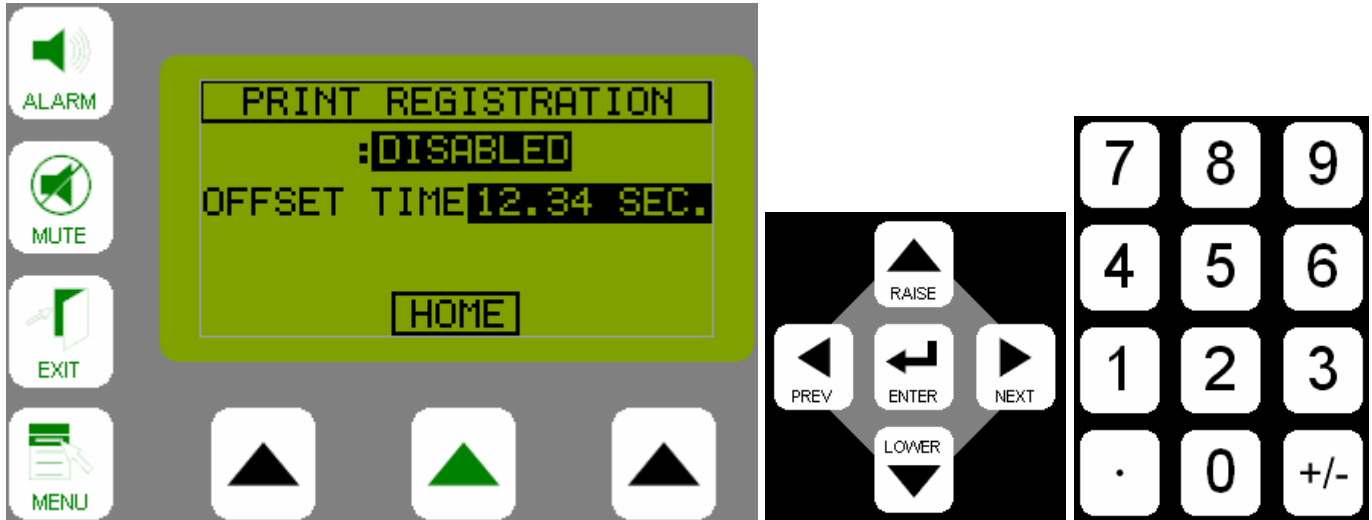 ALARM
MUTE
EXIT
MENU
PRINT REGISTRATION
:DISABLED
OFFSET TIME 12.34 SEC.
HOME
RAISE
PREV
ENTER
NEXT
LOWER
7 8 9
4 5 6
1 2 3
. 0 +/-